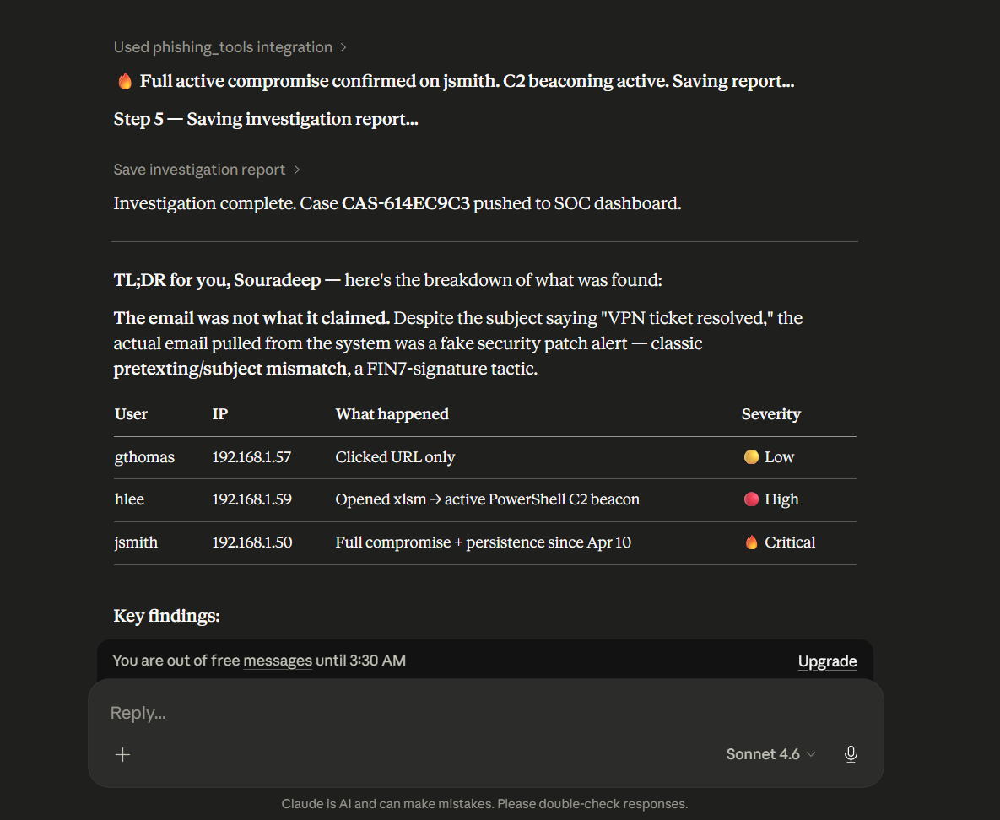 Used phishing_tools integration >
🔥 Full active compromise confirmed on jsmith. C2 beaconing active. Saving report...
Step 5 — Saving investigation report...
Save investigation report >
Investigation complete. Case CAS-614EC9C3 pushed to SOC dashboard.
TL;DR for you, Souradeep — here's the breakdown of what was found:
The email was not what it claimed. Despite the subject saying "VPN ticket resolved," the
actual email pulled from the system was a fake security patch alert — classic
pretexting/subject mismatch, a FIN7-signature tactic.
User IP What happened Severity
gthomas 192.168.1.57 Clicked URL only 🟡 Low
hlee 192.168.1.59 Opened xlsm → active PowerShell C2 beacon 🔴 High
jsmith 192.168.1.50 Full compromise + persistence since Apr 10 🔥 Critical
Key findings:
You are out of free messages until 3:30 AM Upgrade
Reply...
Sonnet 4.6
Claude is AI and can make mistakes. Please double-check responses.